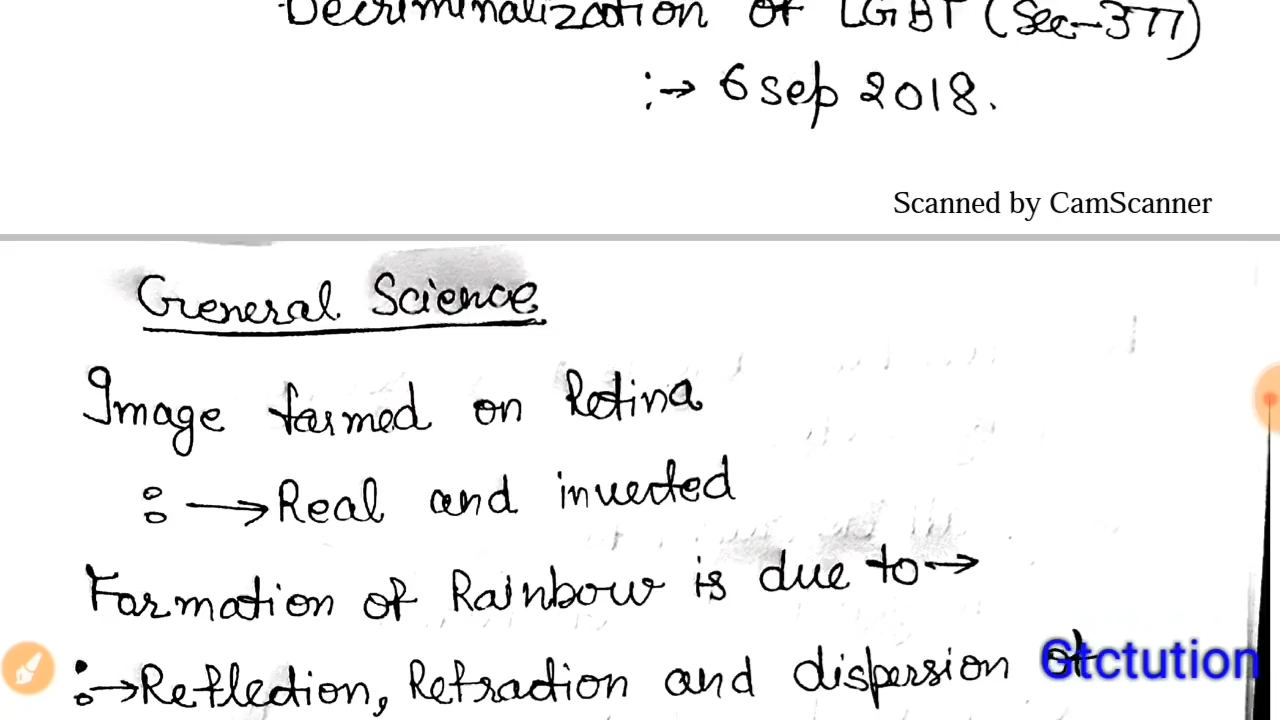 Decriminalization of LGBT (Sec-377)
:→ 6 sep 2018.
Scanned by CamScanner
General Science
Image formed on Retina
:→ Real and inverted
Formation of Rainbow is due to →
:→ Reflection, Refraction and dispersion of
Gtctution